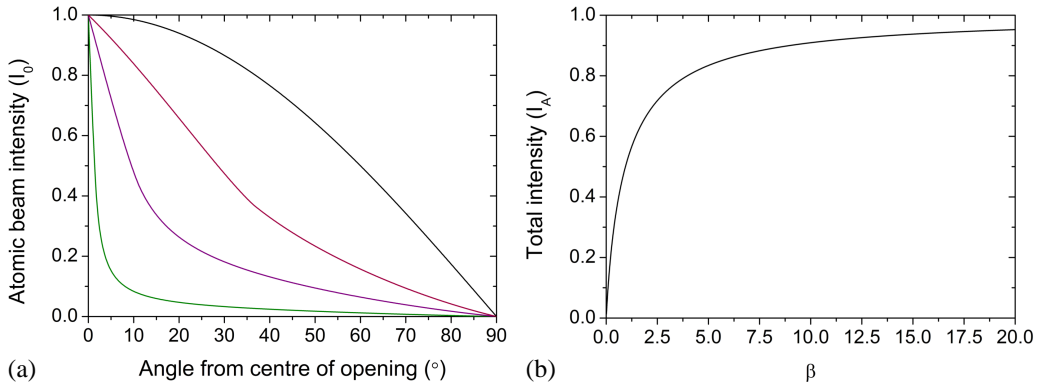 Atomic beam intensity (I0)
1.0
0.8
0.6
0.4
0.2
0.0
0 10 20 30 40 50 60 70 80 90
Angle from centre of opening (°)
(a)
Total intensity (IA)
1.0
0.8
0.6
0.4
0.2
0.0
0.0 2.5 5.0 7.5 10.0 12.5 15.0 17.5 20.0
β
(b)